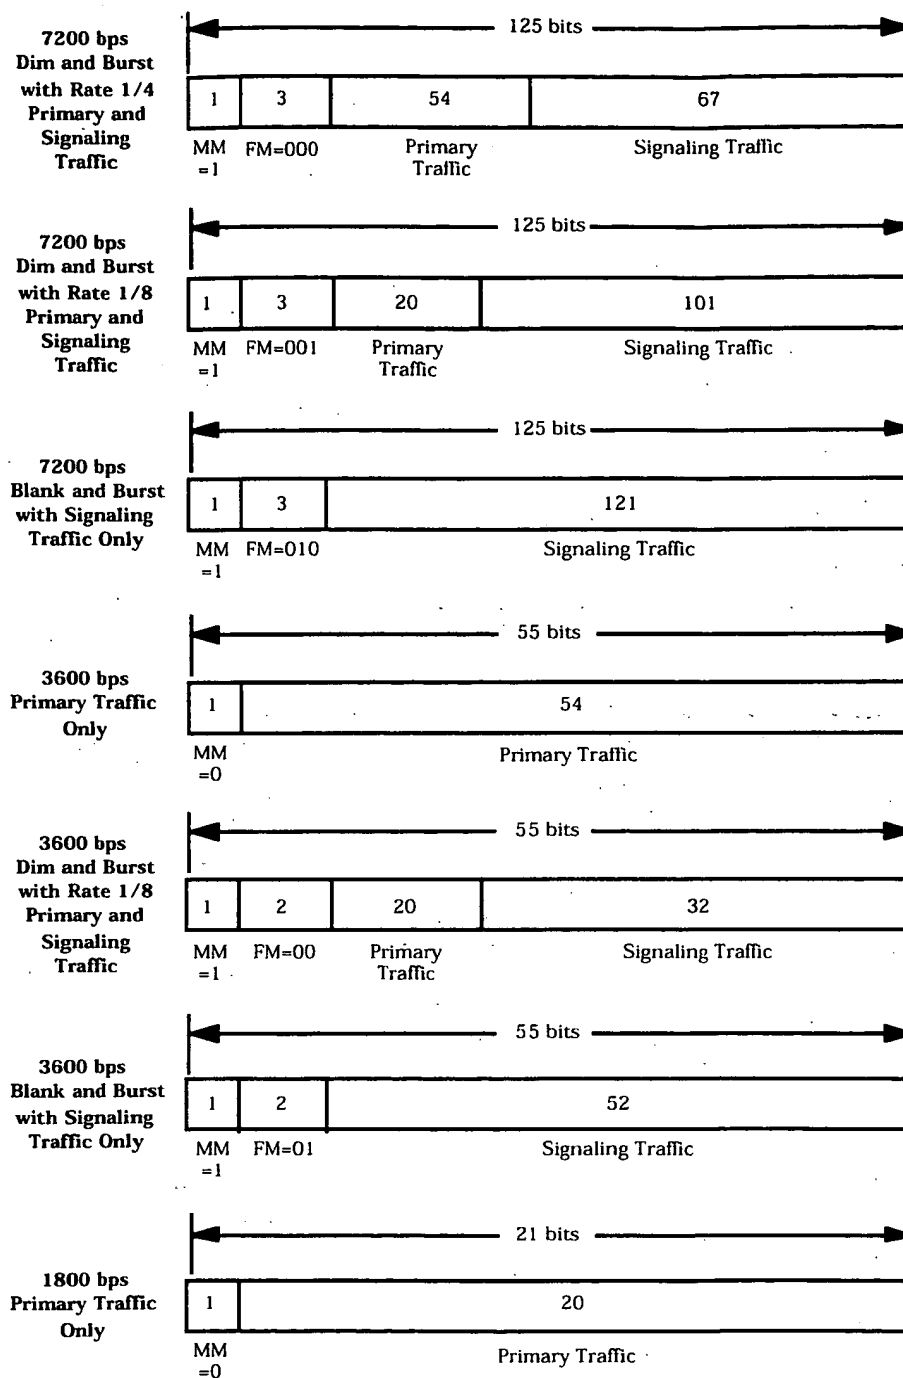 125 bits
7200 bps
Dim and Burst
with Rate 1/4
Primary and
Signaling
Traffic
1 3 54 67
MM
=1
FM=000
Primary
Traffic
Signaling Traffic
125 bits
7200 bps
Dim and Burst
with Rate 1/8
Primary and
Signaling
Traffic
1 3 20 101
MM
=1
FM=001
Primary
Traffic
Signaling Traffic
125 bits
7200 bps
Blank and Burst
with Signaling
Traffic Only
1 3 121
MM
=1
FM=010
Signaling Traffic
55 bits
3600 bps
Primary Traffic
Only
1 54
MM
=0
Primary Traffic
55 bits
3600 bps
Dim and Burst
with Rate 1/8
Primary and
Signaling
Traffic
1 2 20 32
MM
=1
FM=00
Primary
Traffic
Signaling Traffic
55 bits
3600 bps
Blank and Burst
with Signaling
Traffic Only
1 2 52
MM
=1
FM=01
Signaling Traffic
21 bits
1800 bps
Primary Traffic
Only
1 20
MM
=0
Primary Traffic